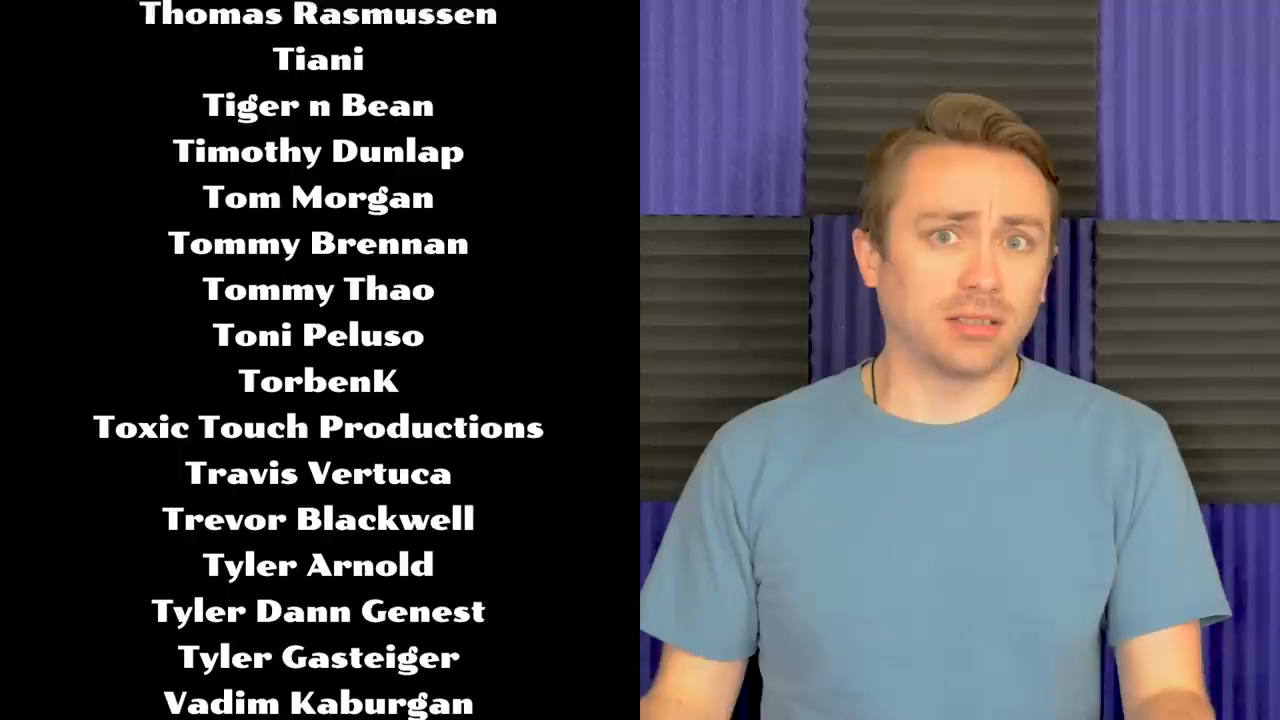 Thomas Rasmussen
Tiani
Tiger n Bean
Timothy Dunlap
Tom Morgan
Tommy Brennan
Tommy Thao
Toni Peluso
TorbenK
Toxic Touch Productions
Travis Vertuca
Trevor Blackwell
Tyler Arnold
Tyler Dann Genest
Tyler Gasteiger
Vadim Kaburgan